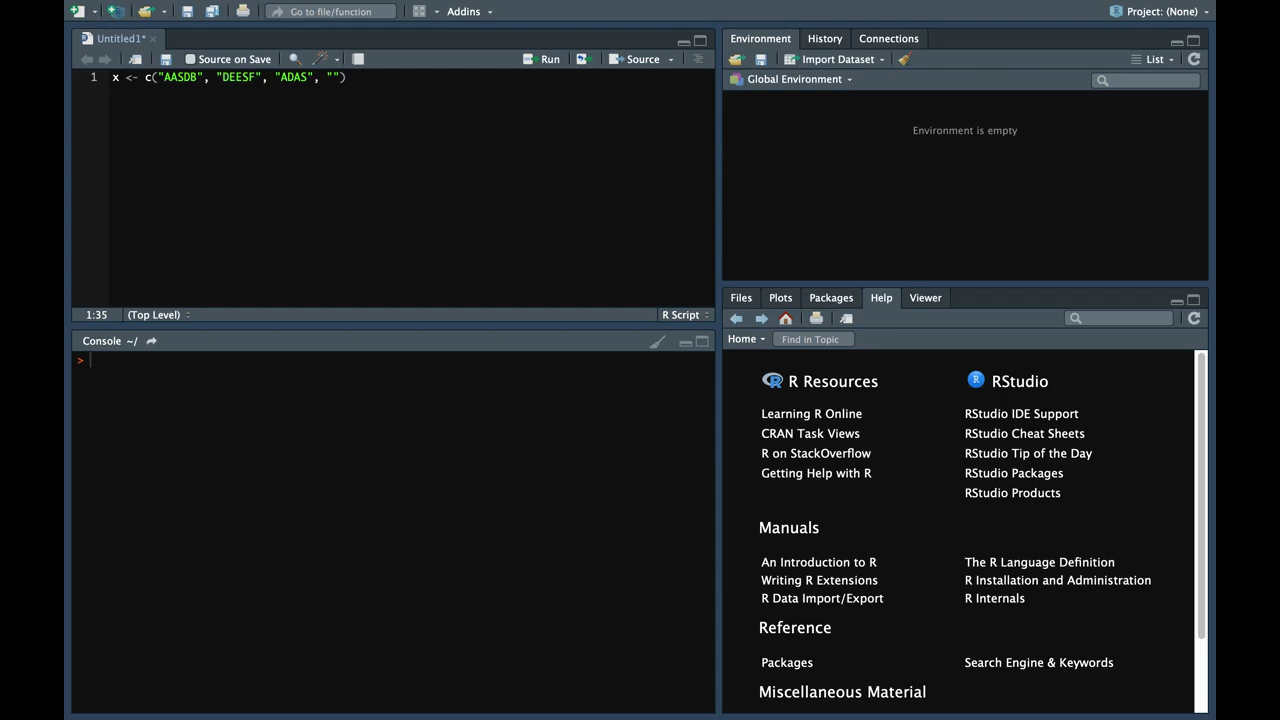 Go to file/function
Addins
Project: (None)
Untitled1*
Source on Save
Run
Source
1 x <- c("AASDB", "DEESF", "ADAS", "")
1:35 (Top Level) R Script
Console ~/
>
Environment History Connections
Import Dataset List
Global Environment
Environment is empty
Files Plots Packages Help Viewer
Home Find in Topic
R Resources
Learning R Online
CRAN Task Views
R on StackOverflow
Getting Help with R
R RStudio
RStudio IDE Support
RStudio Cheat Sheets
RStudio Tip of the Day
RStudio Packages
RStudio Products
Manuals
An Introduction to R
Writing R Extensions
R Data Import/Export
The R Language Definition
R Installation and Administration
R Internals
Reference
Packages
Search Engine & Keywords
Miscellaneous Material